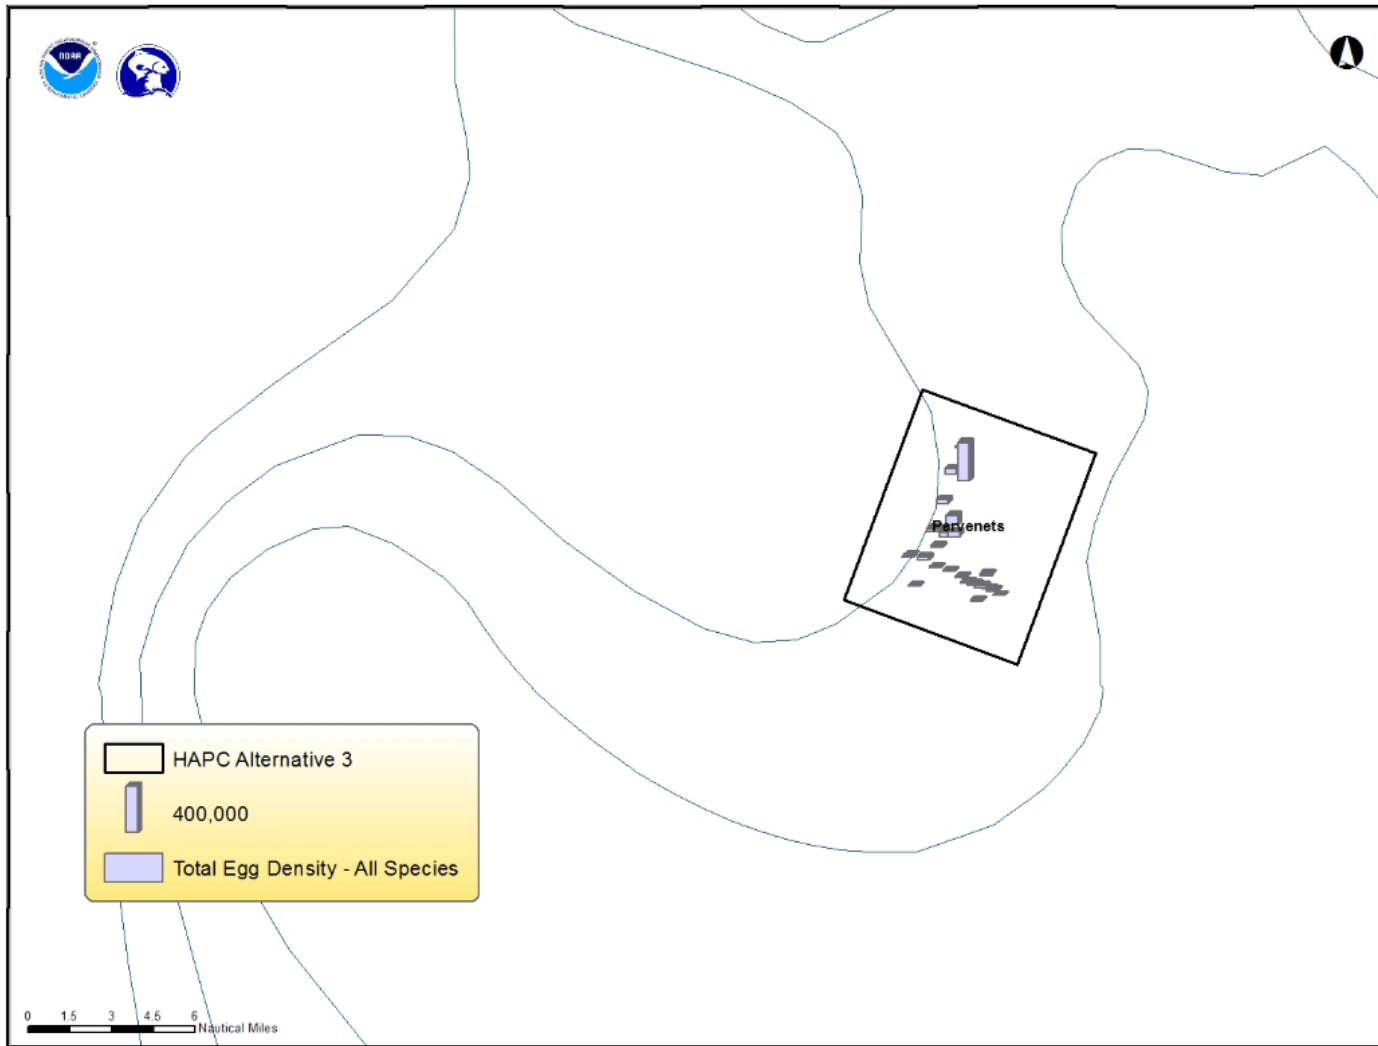 NOAA
Pervenets
HAPC Alternative 3
400,000
Total Egg Density - All Species
0 1.5 3 4.5 6
Nautical Miles